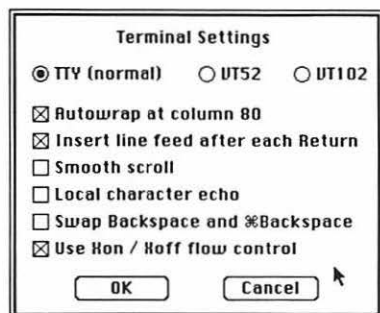 Terminal Settings
TTY (normal) VT52 VT102
Autowrap at column 80
Insert line feed after each Return
Smooth scroll
Local character echo
Swap Backspace and ⌘Backspace
Use Xon / Xoff flow control
OK Cancel